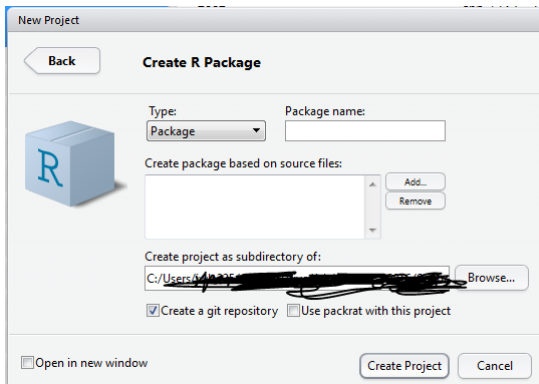 New Project
Back
Create R Package
Type:
Package name:
Package
R
Create package based on source files:
Add...
Remove
Create project as subdirectory of:
C:/Users/
Browse...
Create a git repository
Use packrat with this project
Open in new window
Create Project
Cancel